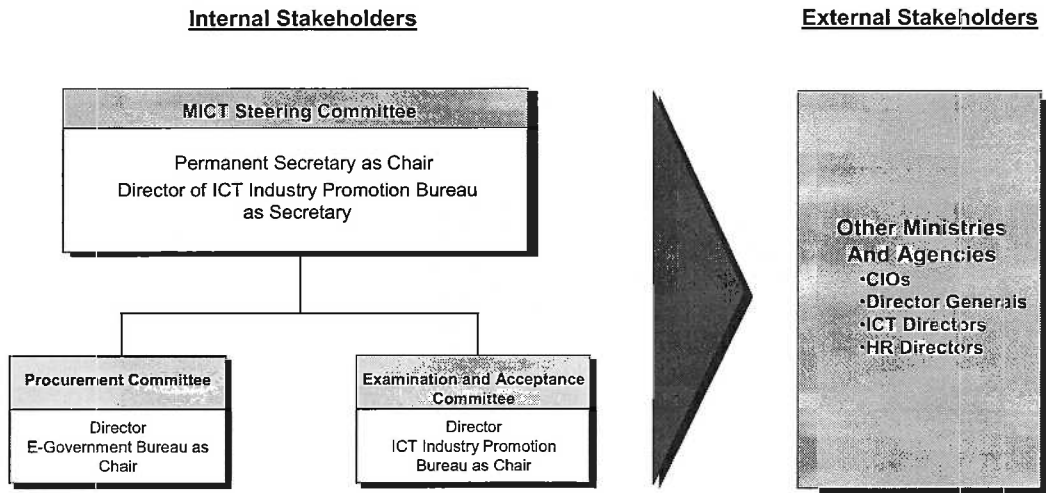 Internal Stakeholders
External Stakeholders
MICT Steering Committee
Permanent Secretary as Chair
Director of ICT Industry Promotion Bureau
as Secretary
Procurement Committee
Director
E-Government Bureau as
Chair
Examination and Acceptance
Committee
Director
ICT Industry Promotion
Bureau as Chair
Other Ministries
And Agencies
•CIOs
•Director Generals
•ICT Directors
•HR Directors